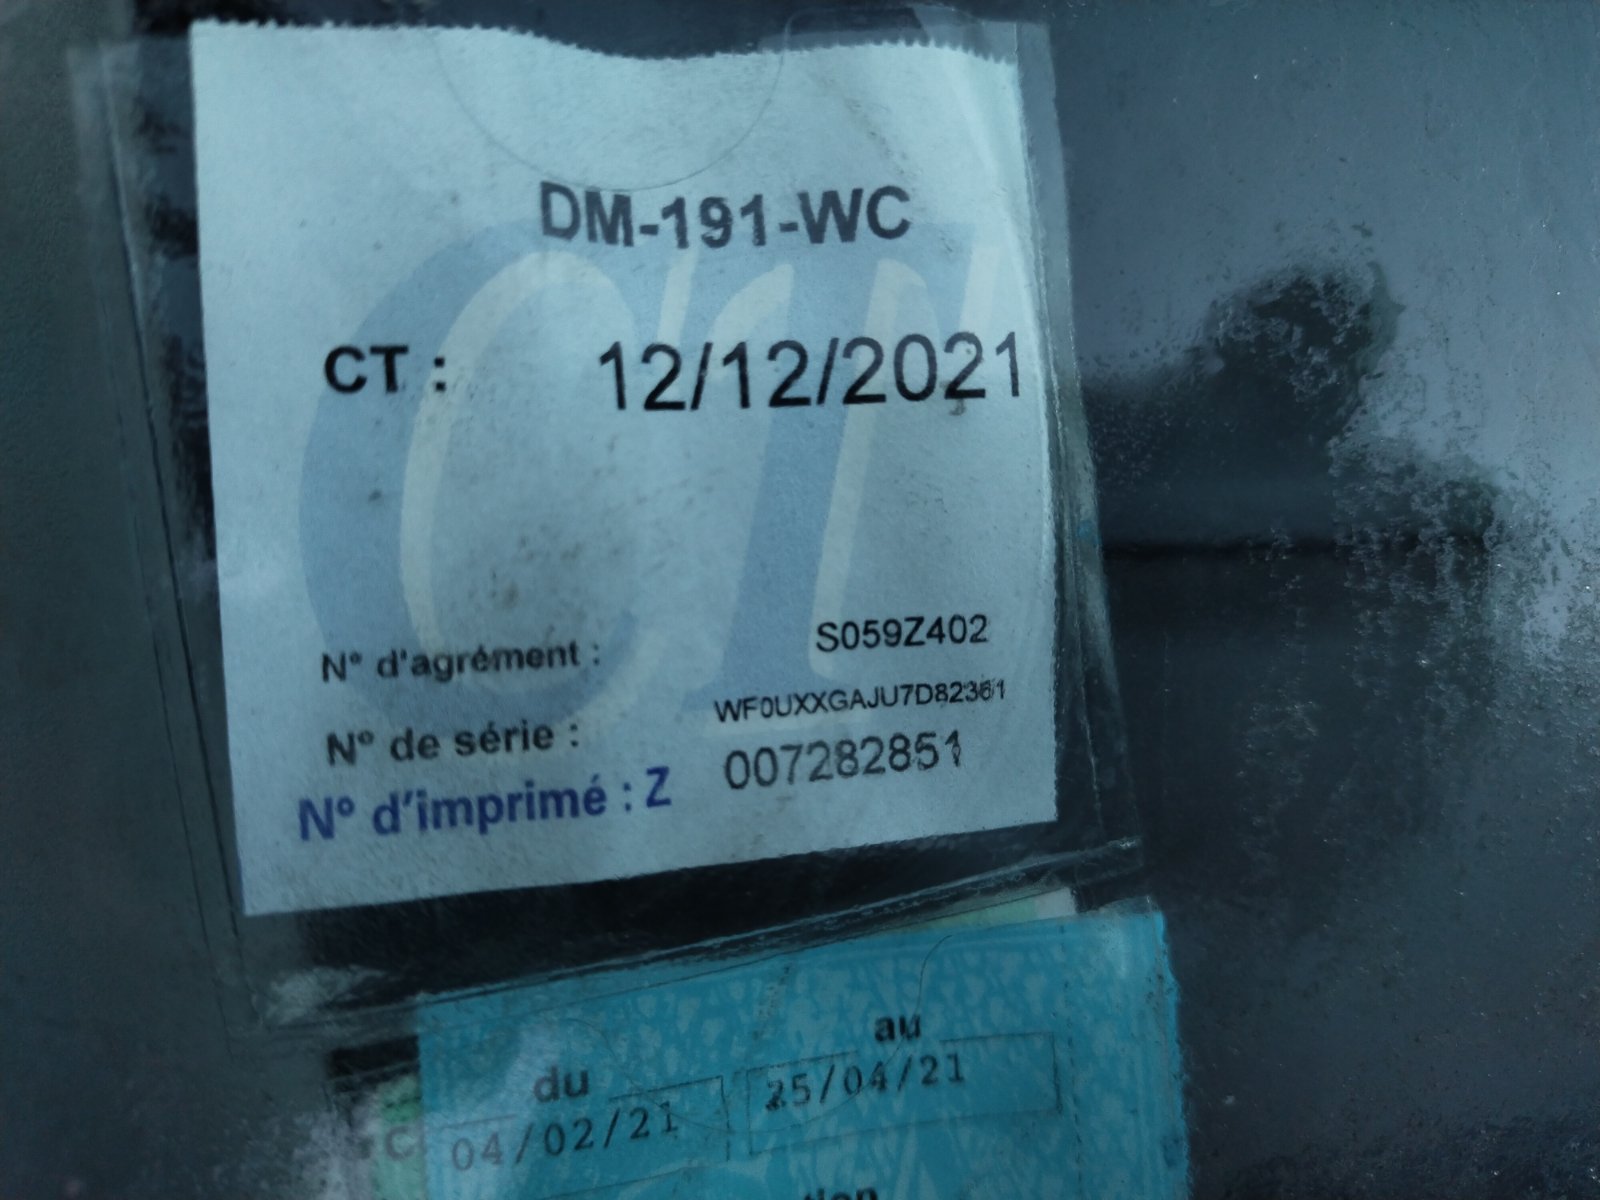 DM-191-WC
CT : 12/12/2021
N° d'agrément : S059Z402
N° de série : WF0UXXGAJU7D82361
N° d'imprimé : Z 007282851
du au
04/02/21 25/04/21